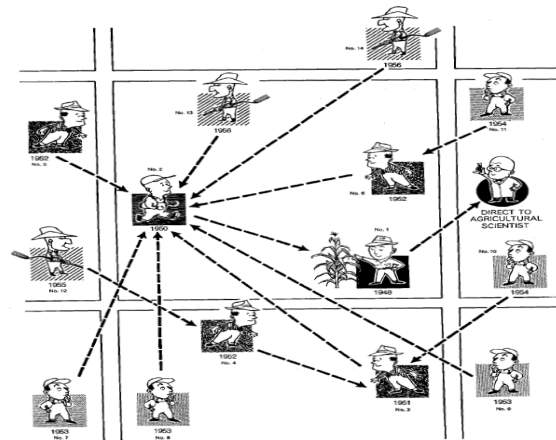 No. 14
1956
No. 13
1956
1954
No. 11
1952
No. 5
No. 2
1950
No. 6
1952
DIRECT TO
AGRICULTURAL
SCIENTIST
No. 1
1948
No. 10
1954
1955
No. 12
1952
No. 4
1951
No. 3
1953
No. 7
1953
No. 8
1953
No. 9